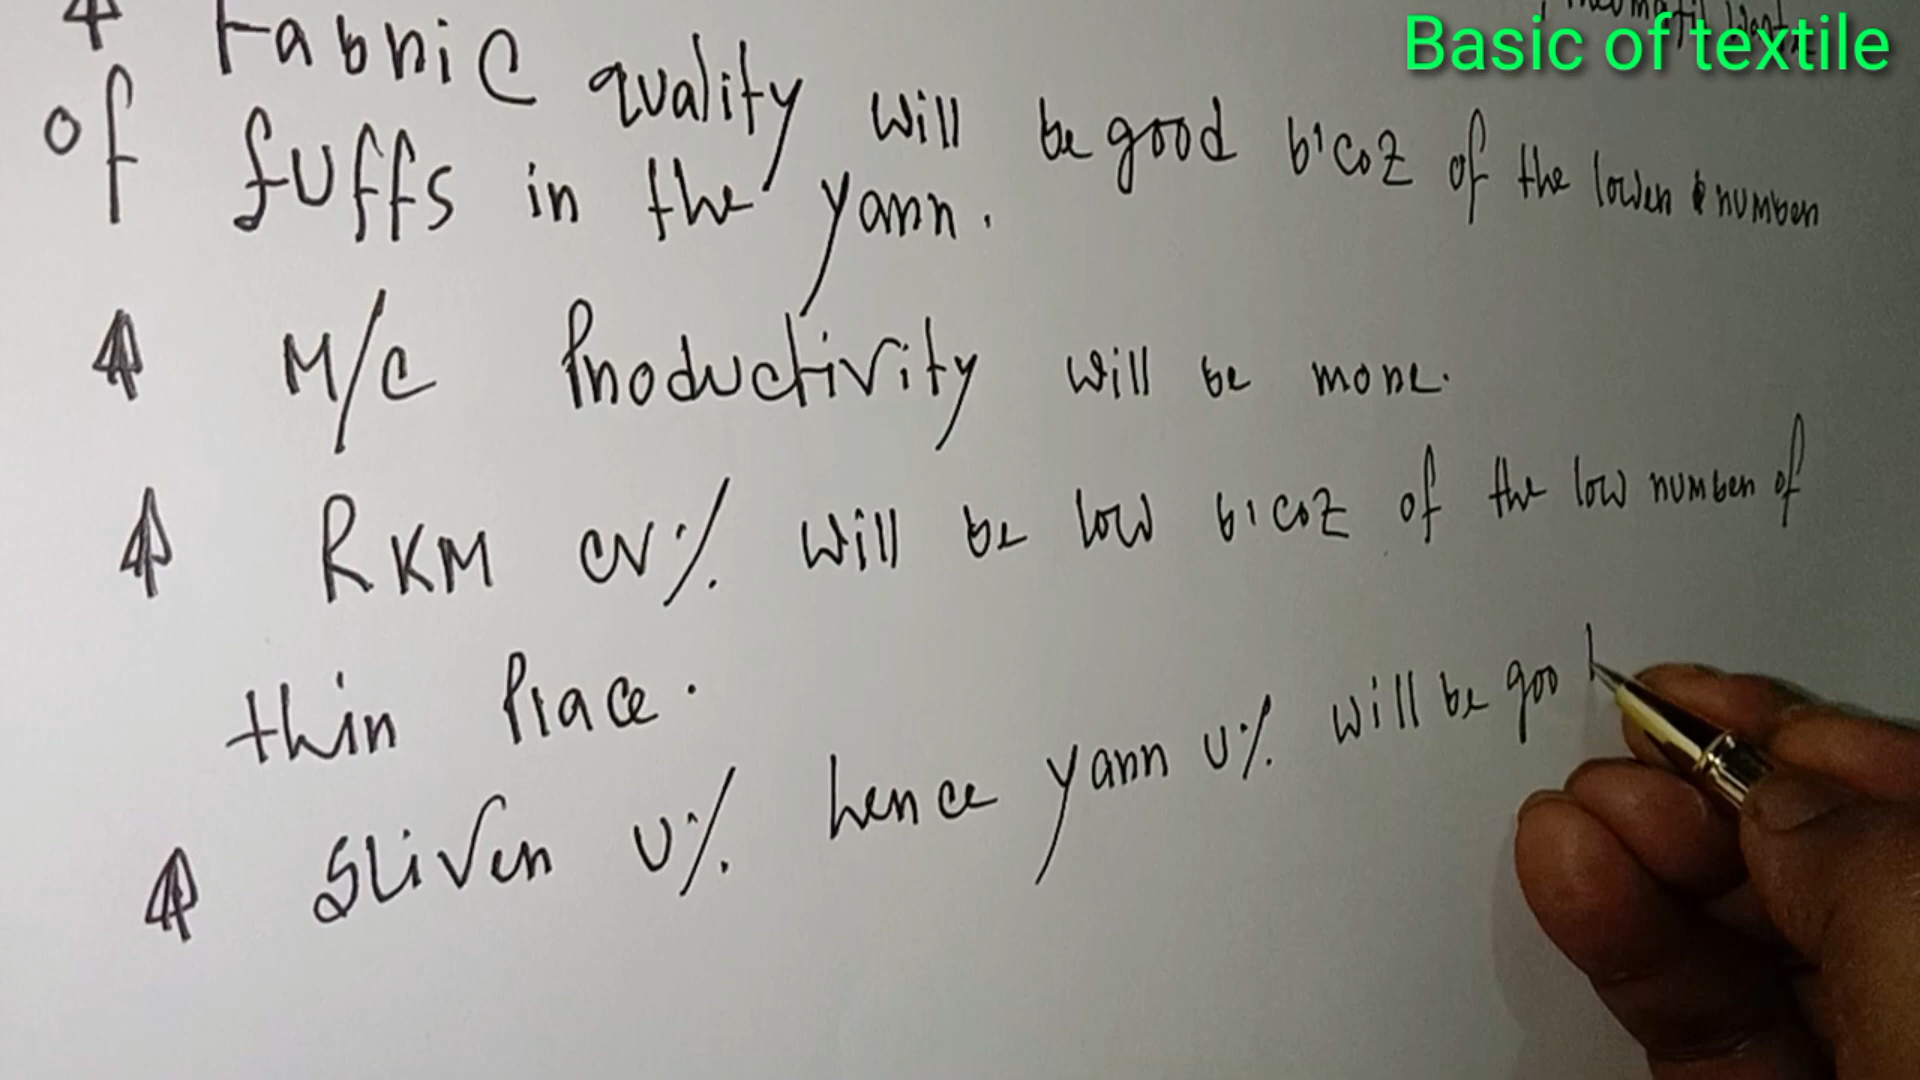 Basic of textile
Fabric quality will be good b'coz of the lower number
of fuffs in the yarn.
M/C Productivity will be more.
RKM CV% will be low b'coz of the low number of
thin Place.
Sliver U% hence yarn U% will be goo